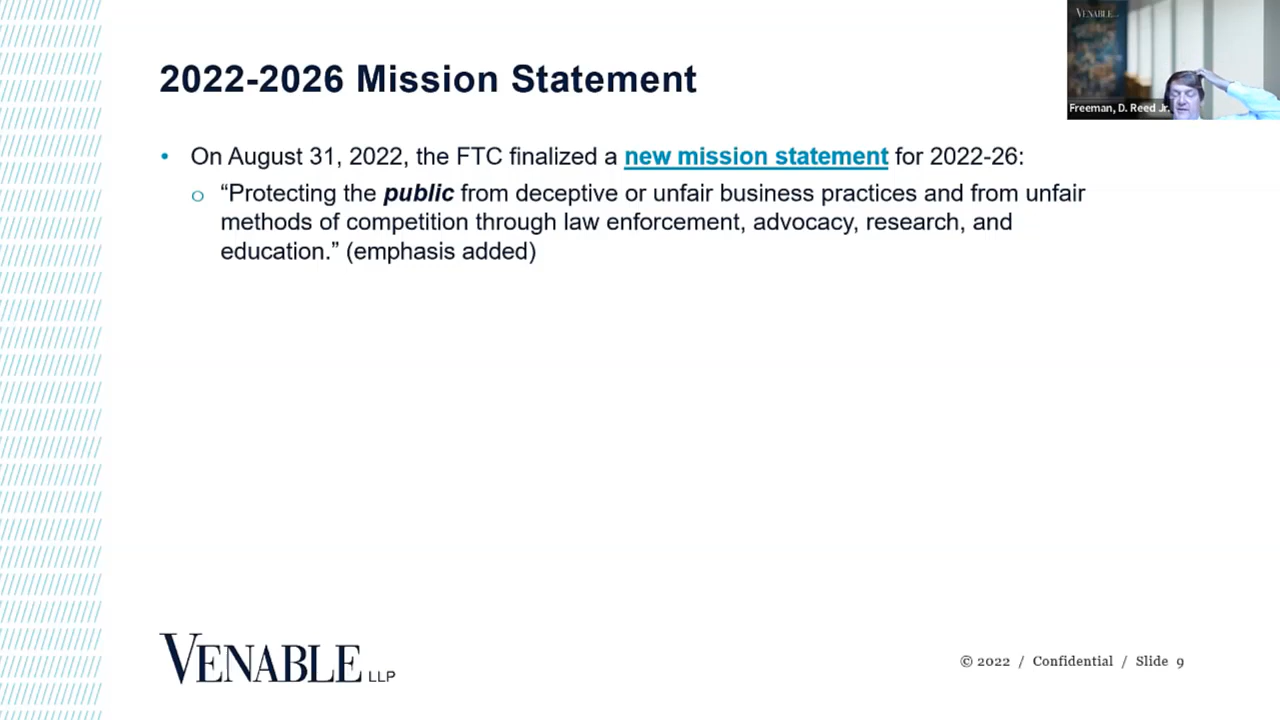 VENABLE
Freeman, D. Reed Jr.
2022-2026 Mission Statement
• On August 31, 2022, the FTC finalized a new mission statement for 2022-26:
o “Protecting the public from deceptive or unfair business practices and from unfair
methods of competition through law enforcement, advocacy, research, and
education.” (emphasis added)
VENABLE LLP
© 2022 / Confidential / Slide 9